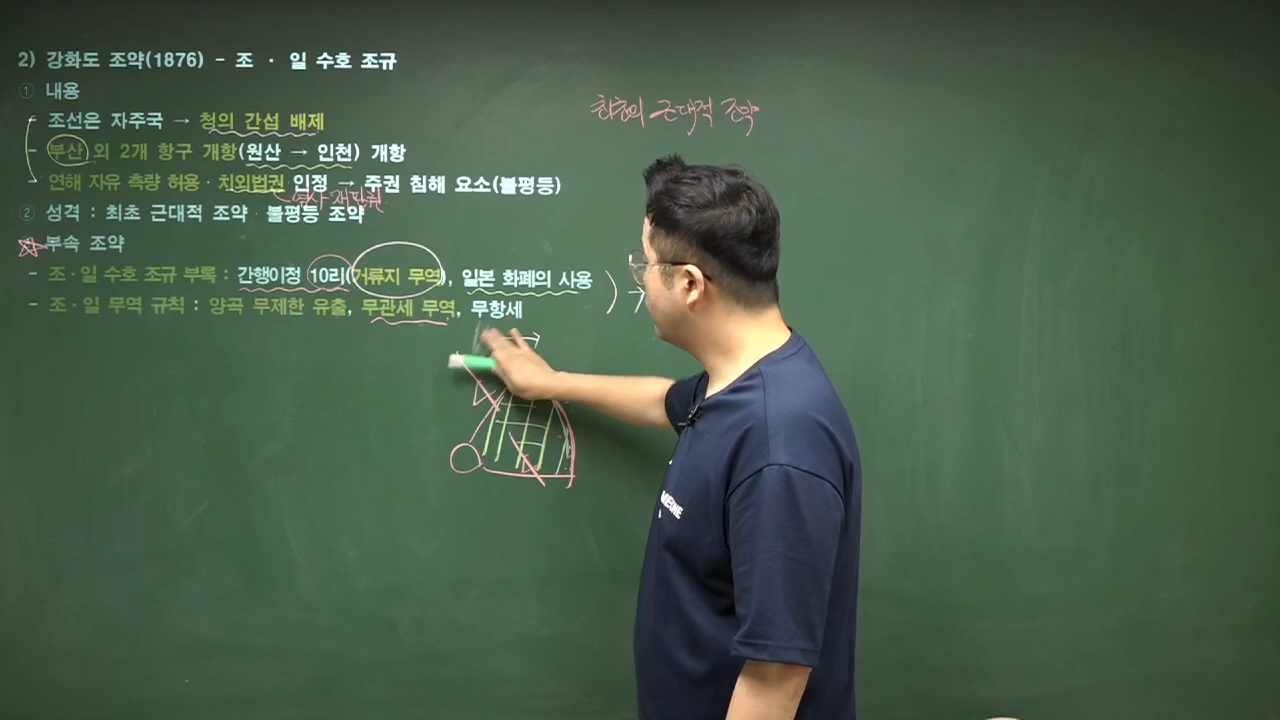 2) 강화도 조약(1876) - 조 · 일 수호 조규
① 내용
- 조선은 자주국 → 청의 간섭 배제
- 부산 외 2개 항구 개항(원산 → 인천) 개항
- 연해 자유 측량 허용 · 치외법권 인정 → 주권 침해 요소(불평등)
영사 재판권
② 성격 : 최초 근대적 조약 · 불평등 조약
부속 조약
- 조·일 수호 조규 부록 : 간행이정 10리(거류지 무역), 일본 화폐의 사용
- 조·일 무역 규칙 : 양곡 무제한 유출, 무관세 무역, 무항세
최초의 근대적 조약